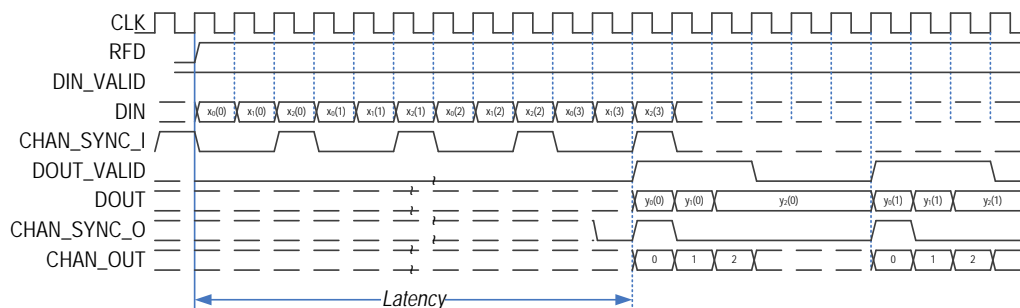 CLK
RFD
DIN_VALID
DIN x₀(0) x₁(0) x₂(0) x₀(1) x₁(1) x₂(1) x₀(2) x₁(2) x₂(2) x₀(3) x₁(3) x₂(3)
CHAN_SYNC_I
DOUT_VALID
DOUT y₀(0) y₁(0) y₂(0) y₀(1) y₁(1) y₂(1)
CHAN_SYNC_O
CHAN_OUT 0 1 2 0 1 2
Latency